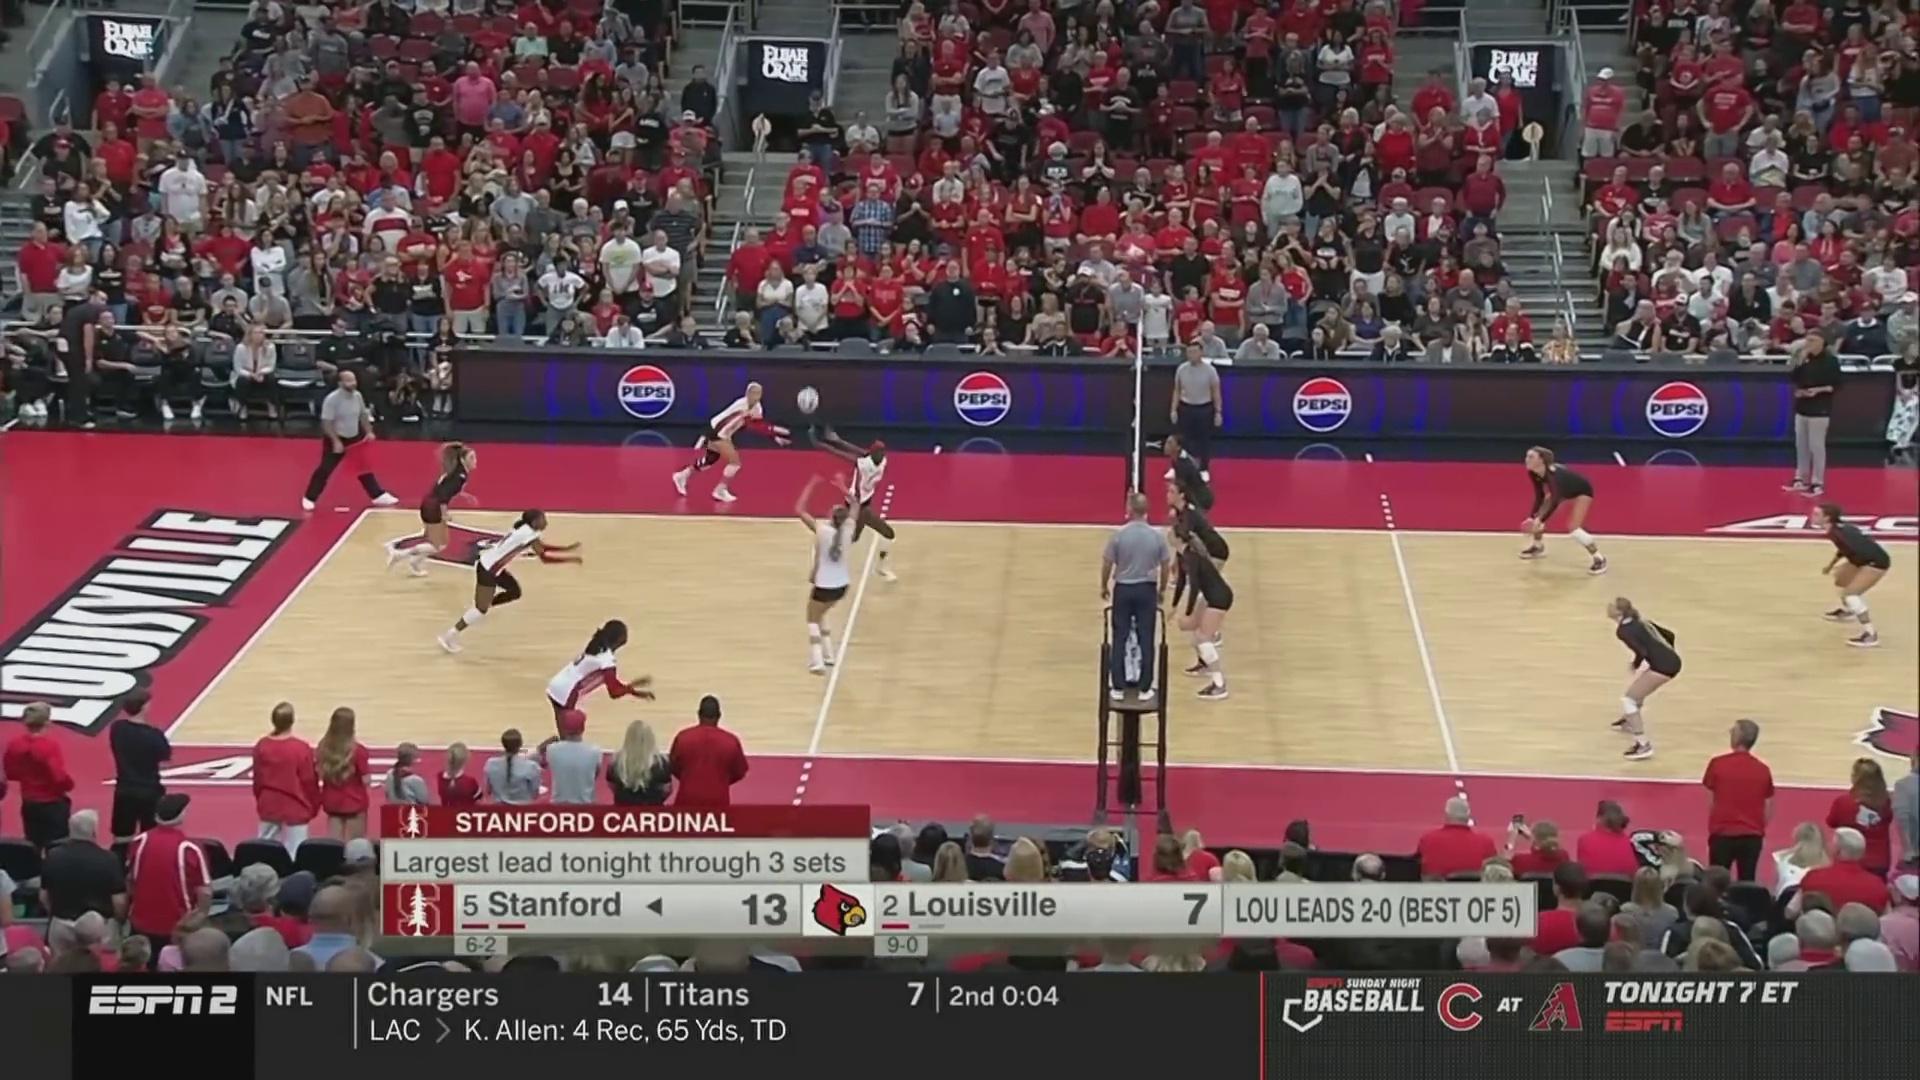 ELIJAH CRAIG
ELIJAH CRAIG
ELIJAH CRAIG
PEPSI
PEPSI
PEPSI
PEPSI
LOUISVILLE
STANFORD CARDINAL
Largest lead tonight through 3 sets
5 Stanford ◄ 13 2 Louisville 7 LOU LEADS 2-0 (BEST OF 5)
6-2 9-0
ESPN2 NFL Chargers 14 Titans 7 2nd 0:04
LAC > K. Allen: 4 Rec, 65 Yds, TD
ESPN SUNDAY NIGHT BASEBALL C AT A TONIGHT 7 ET
ESPN